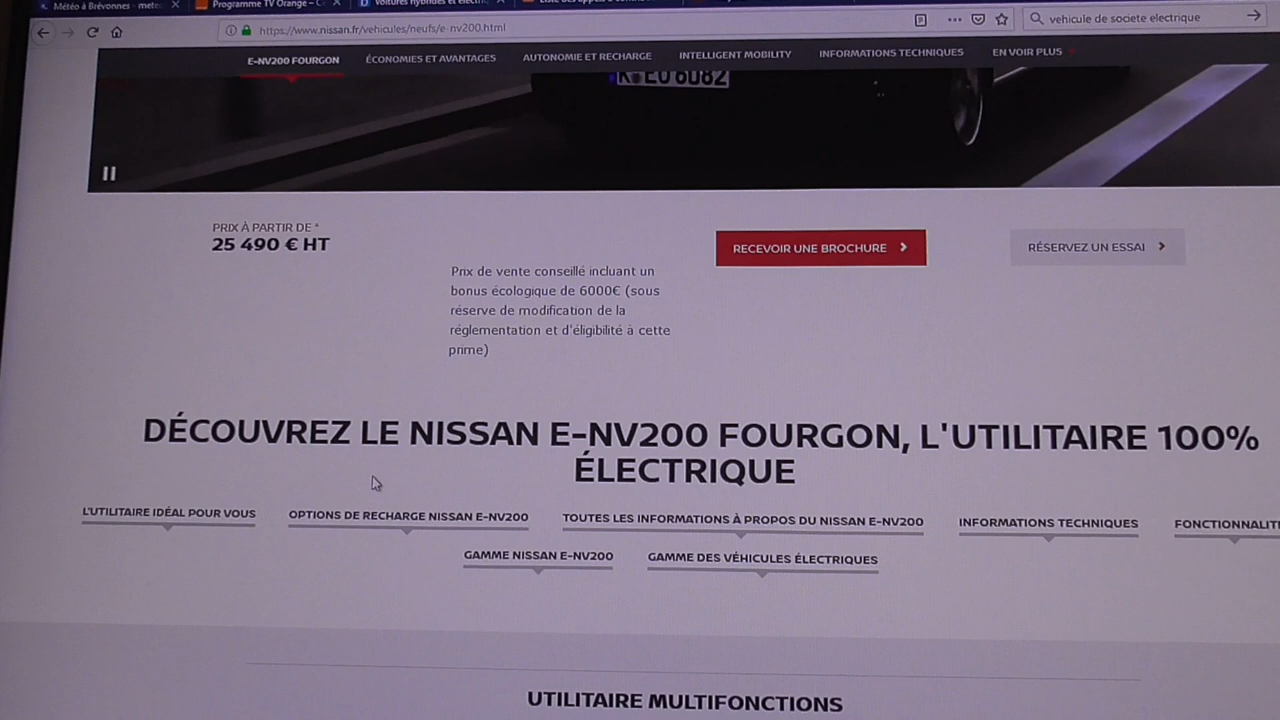 Météo à Brévonnes - mete
Programme TV Orange -
Voitures hybrides et électri
https://www.nissan.fr/vehicules/neufs/e-nv200.html
vehicule de societe electrique
E-NV200 FOURGON
ÉCONOMIES ET AVANTAGES
AUTONOMIE ET RECHARGE
INTELLIGENT MOBILITY
INFORMATIONS TECHNIQUES
EN VOIR PLUS
PRIX À PARTIR DE *
25 490 € HT
Prix de vente conseillé incluant un
bonus écologique de 6000€ (sous
réserve de modification de la
réglementation et d'éligibilité à cette
prime)
RECEVOIR UNE BROCHURE
RÉSERVEZ UN ESSAI
DÉCOUVREZ LE NISSAN E-NV200 FOURGON, L'UTILITAIRE 100%
ÉLECTRIQUE
L'UTILITAIRE IDÉAL POUR VOUS
OPTIONS DE RECHARGE NISSAN E-NV200
TOUTES LES INFORMATIONS À PROPOS DU NISSAN E-NV200
INFORMATIONS TECHNIQUES
FONCTIONNALIT
GAMME NISSAN E-NV200
GAMME DES VÉHICULES ÉLECTRIQUES
UTILITAIRE MULTIFONCTIONS